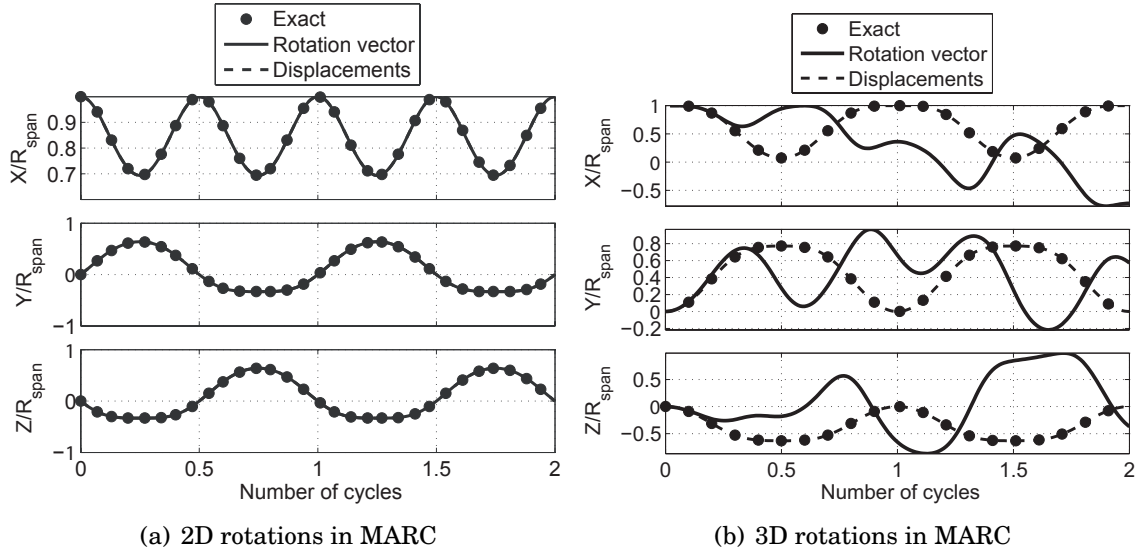 Exact
Rotation vector
Displacements
0.9
0.8
0.7
X/R_span
1
0
−1
Y/R_span
1
0
−1
Z/R_span
0 0.5 1 1.5 2
Number of cycles
(a) 2D rotations in MARC
Exact
Rotation vector
Displacements
1
0.5
0
−0.5
X/R_span
0.8
0.6
0.4
0.2
0
−0.2
Y/R_span
0.5
0
−0.5
Z/R_span
0 0.5 1 1.5 2
Number of cycles
(b) 3D rotations in MARC